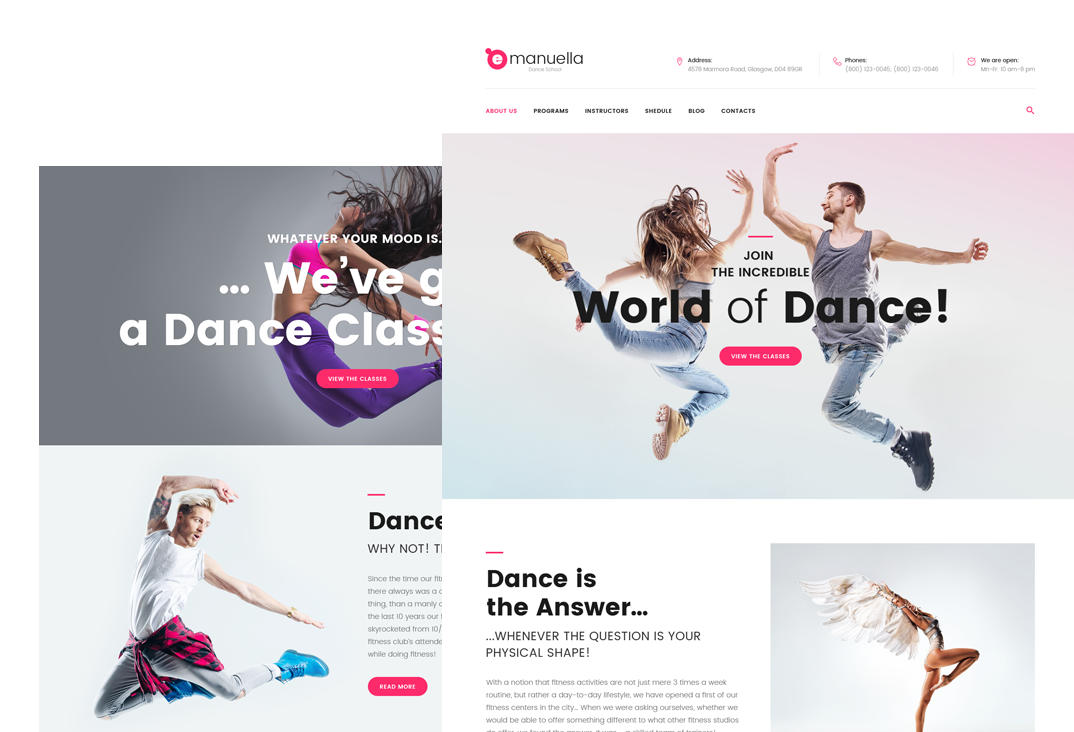 emanuella
Dance School
Address:
4578 Marmora Road, Glasgow, D04 89GR
Phones:
(800) 123-0045; (800) 123-0046
We are open:
Mn-Fr: 10 am-8 pm
ABOUT US
PROGRAMS
INSTRUCTORS
SHEDULE
BLOG
CONTACTS
JOIN
THE INCREDIBLE
World of Dance!
VIEW THE CLASSES
Dance is
the Answer...
...WHENEVER THE QUESTION IS YOUR
PHYSICAL SHAPE!
With a notion that fitness activities are not just mere 3 times a week
routine, but rather a day-to-day lifestyle, we have opened a first of our
fitness centers in the city... When we were asking ourselves, whether we
would be able to offer something different to what other fitness studios
WHATEVER YOUR MOOD IS.
... We've g
a Dance Class
VIEW THE CLASSES
Dance
WHY NOT! T
Since the time our fit
there always was a
thing, than a manly
the last 10 years our
skyrocketed from 10/
fitness club's attende
while doing fitness!
READ MORE